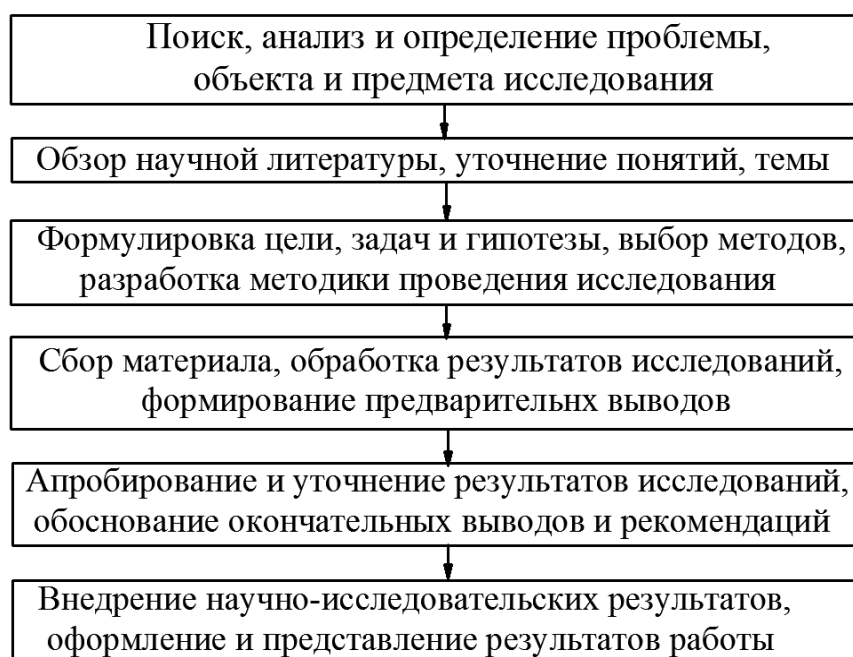 Поиск, анализ и определение проблемы,
объекта и предмета исследования
Обзор научной литературы, уточнение понятий, темы
Формулировка цели, задач и гипотезы, выбор методов,
разработка методики проведения исследования
Сбор материала, обработка результатов исследований,
формирование предварительнх выводов
Апробирование и уточнение результатов исследований,
обоснование окончательных выводов и рекомендаций
Внедрение научно-исследовательских результатов,
оформление и представление результатов работы